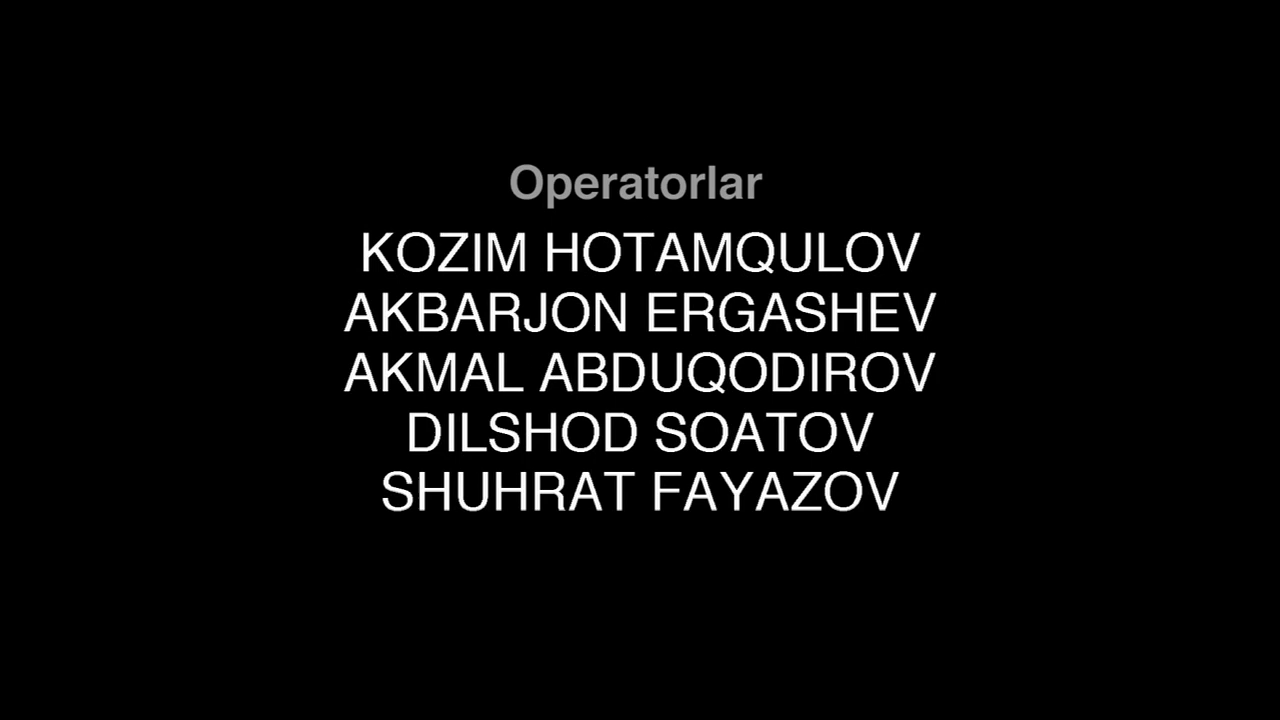 Operatorlar
KOZIM HOTAMQULOV
AKBARJON ERGASHEV
AKMAL ABDUQODIROV
DILSHOD SOATOV
SHUHRAT FAYAZOV